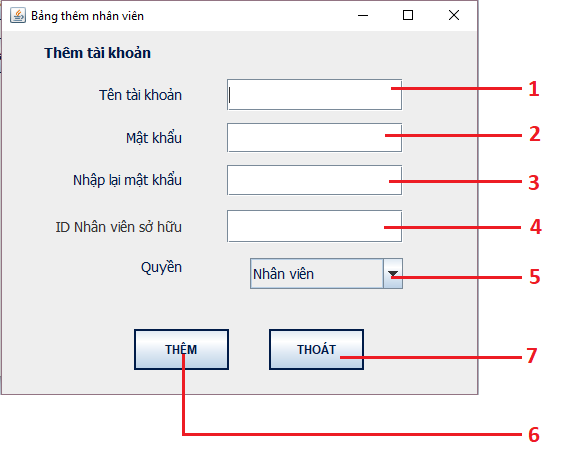 Bảng thêm nhân viên
Thêm tài khoản
Tên tài khoản 1
Mật khẩu 2
Nhập lại mật khẩu 3
ID Nhân viên sở hữu 4
Quyền Nhân viên 5
THÊM THOÁT 7
6